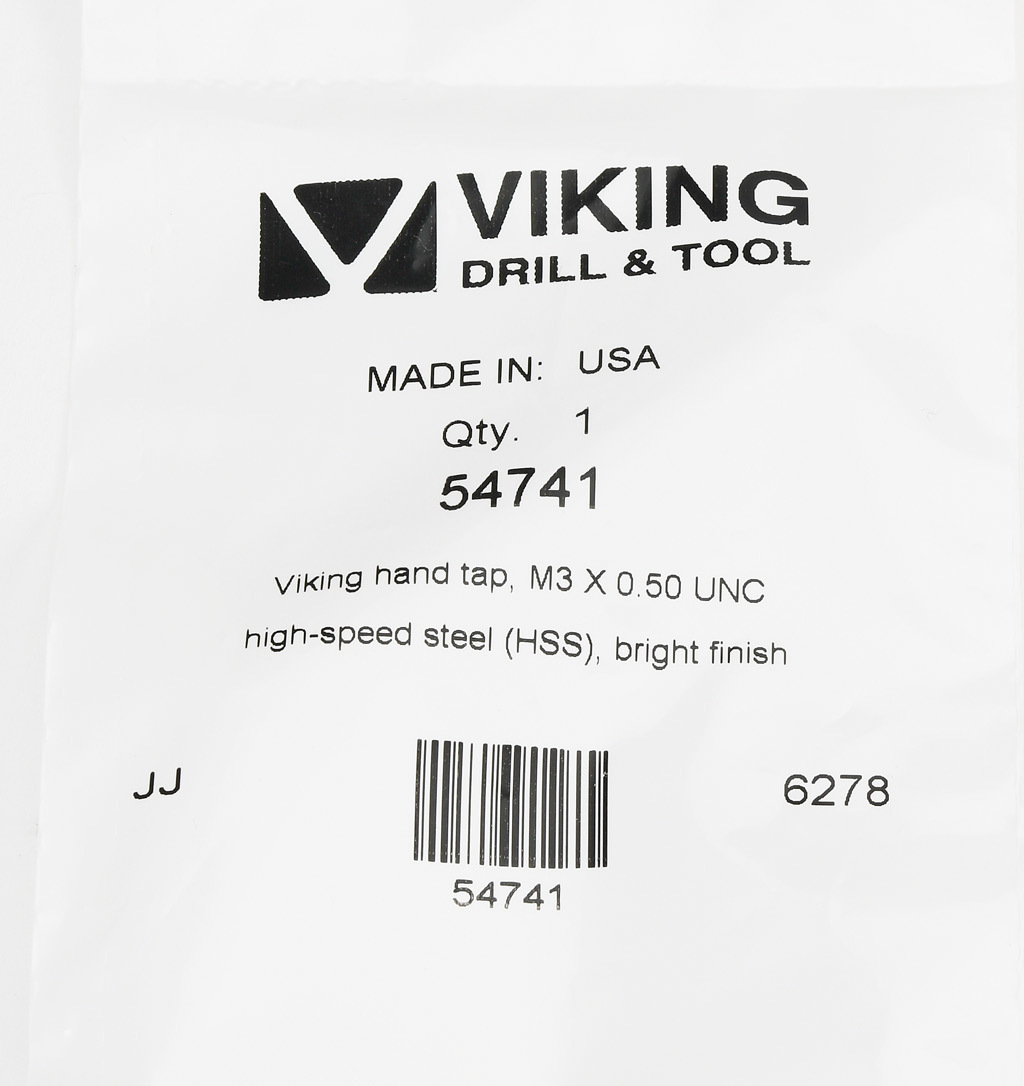 VIKING
DRILL & TOOL
MADE IN: USA
Qty. 1
54741
Viking hand tap, M3 X 0.50 UNC
high-speed steel (HSS), bright finish
JJ
6278
54741